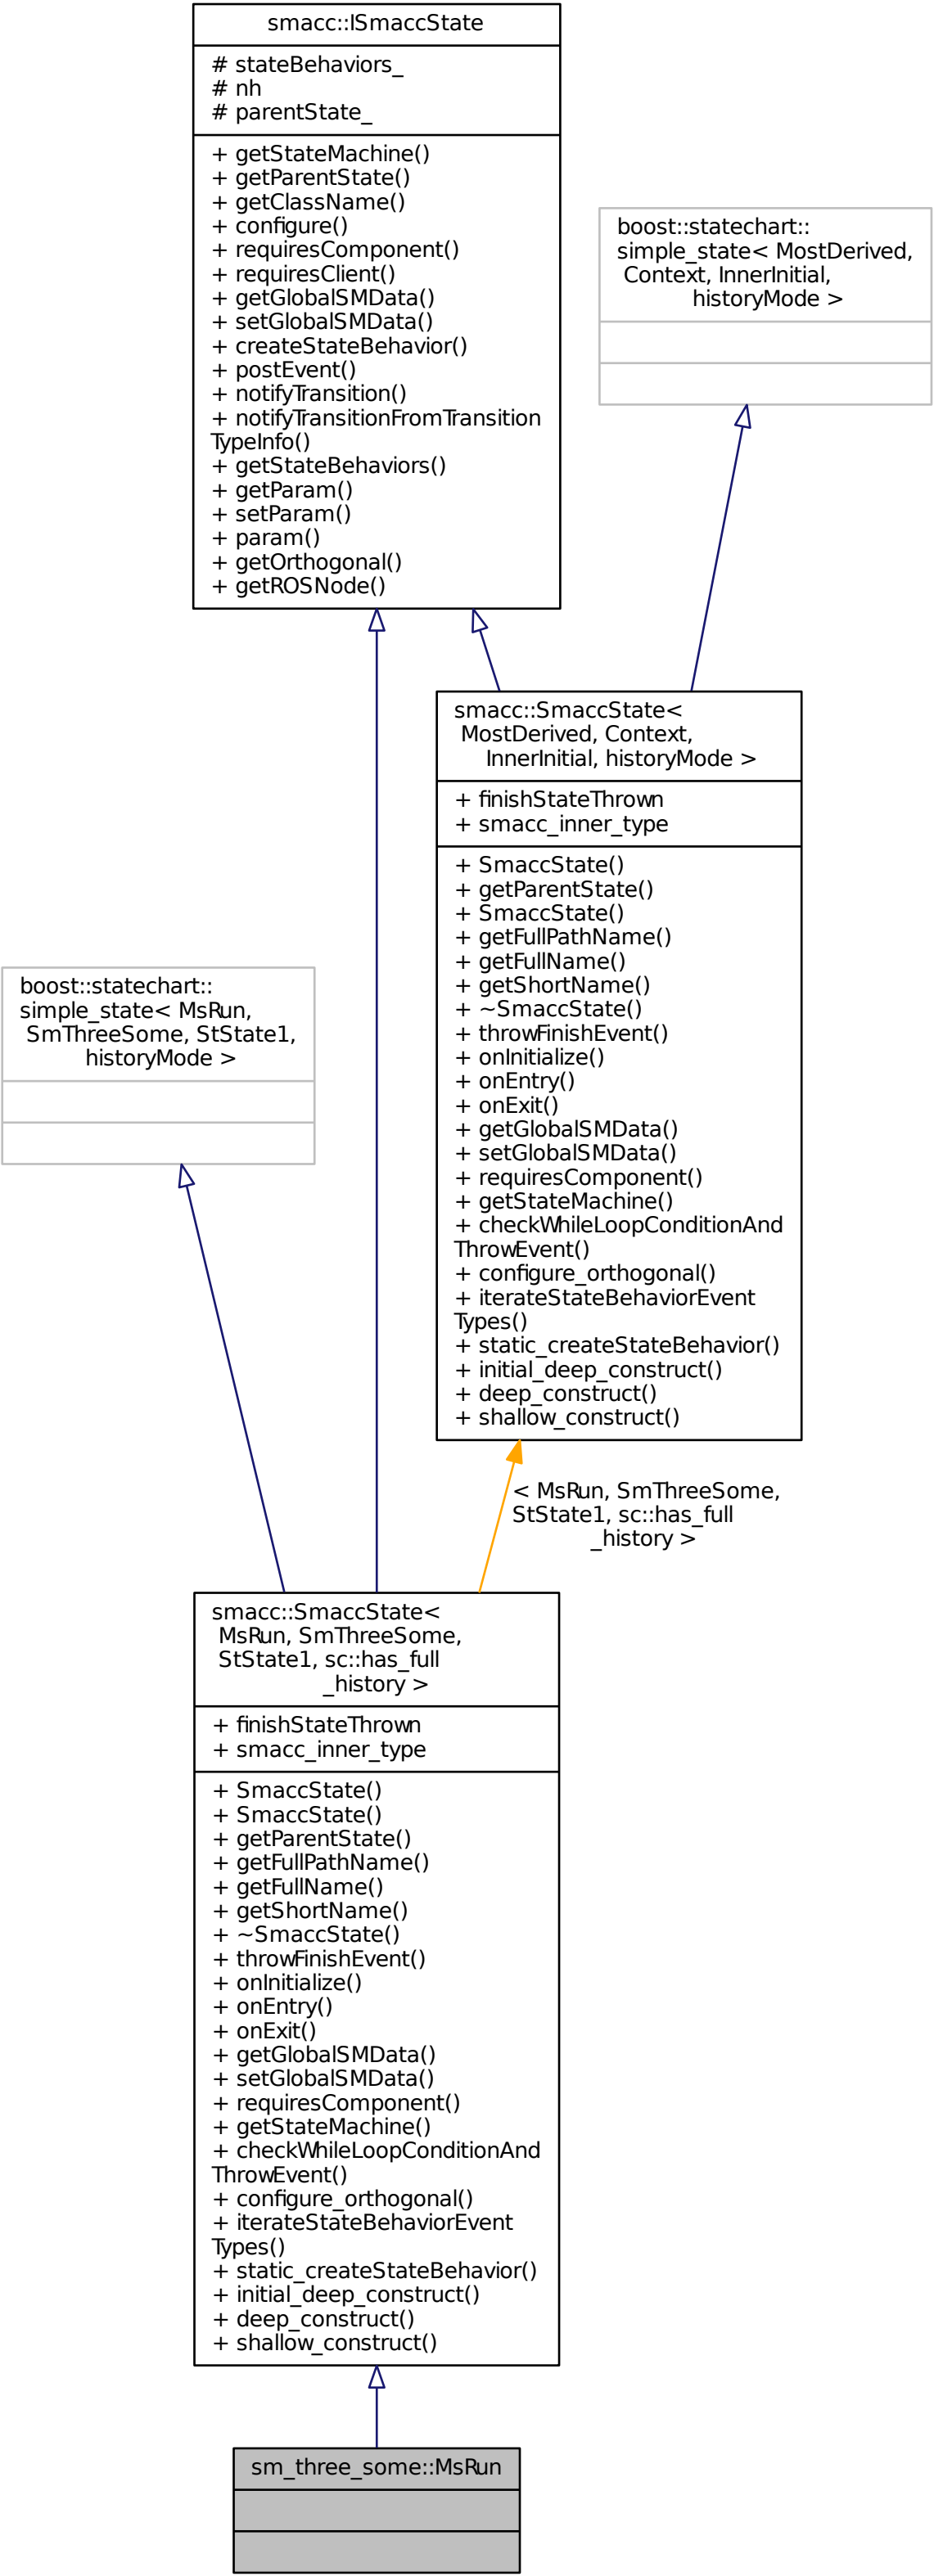 smacc::ISmaccState
# stateBehaviors_
# nh
# parentState_
+ getStateMachine()
+ getParentState()
+ getClassName()
+ configure()
+ requiresComponent()
+ requiresClient()
+ getGlobalSMData()
+ setGlobalSMData()
+ createStateBehavior()
+ postEvent()
+ notifyTransition()
+ notifyTransitionFromTransition
TypeInfo()
+ getStateBehaviors()
+ getParam()
+ setParam()
+ param()
+ getOrthogonal()
+ getROSNode()
boost::statechart::
simple_state< MostDerived,
Context, InnerInitial,
historyMode >
smacc::SmaccState<
MostDerived, Context,
InnerInitial, historyMode >
+ finishStateThrown
+ smacc_inner_type
+ SmaccState()
+ getParentState()
+ SmaccState()
+ getFullPathName()
+ getFullName()
+ getShortName()
+ ~SmaccState()
+ throwFinishEvent()
+ onInitialize()
+ onEntry()
+ onExit()
+ getGlobalSMData()
+ setGlobalSMData()
+ requiresComponent()
+ getStateMachine()
+ checkWhileLoopConditionAnd
ThrowEvent()
+ configure_orthogonal()
+ iterateStateBehaviorEvent
Types()
+ static_createStateBehavior()
+ initial_deep_construct()
+ deep_construct()
+ shallow_construct()
boost::statechart::
simple_state< MsRun,
SmThreeSome, StState1,
historyMode >
< MsRun, SmThreeSome,
StState1, sc::has_full
_history >
smacc::SmaccState<
MsRun, SmThreeSome,
StState1, sc::has_full
_history >
+ finishStateThrown
+ smacc_inner_type
+ SmaccState()
+ SmaccState()
+ getParentState()
+ getFullPathName()
+ getFullName()
+ getShortName()
+ ~SmaccState()
+ throwFinishEvent()
+ onInitialize()
+ onEntry()
+ onExit()
+ getGlobalSMData()
+ setGlobalSMData()
+ requiresComponent()
+ getStateMachine()
+ checkWhileLoopConditionAnd
ThrowEvent()
+ configure_orthogonal()
+ iterateStateBehaviorEvent
Types()
+ static_createStateBehavior()
+ initial_deep_construct()
+ deep_construct()
+ shallow_construct()
sm_three_some::MsRun